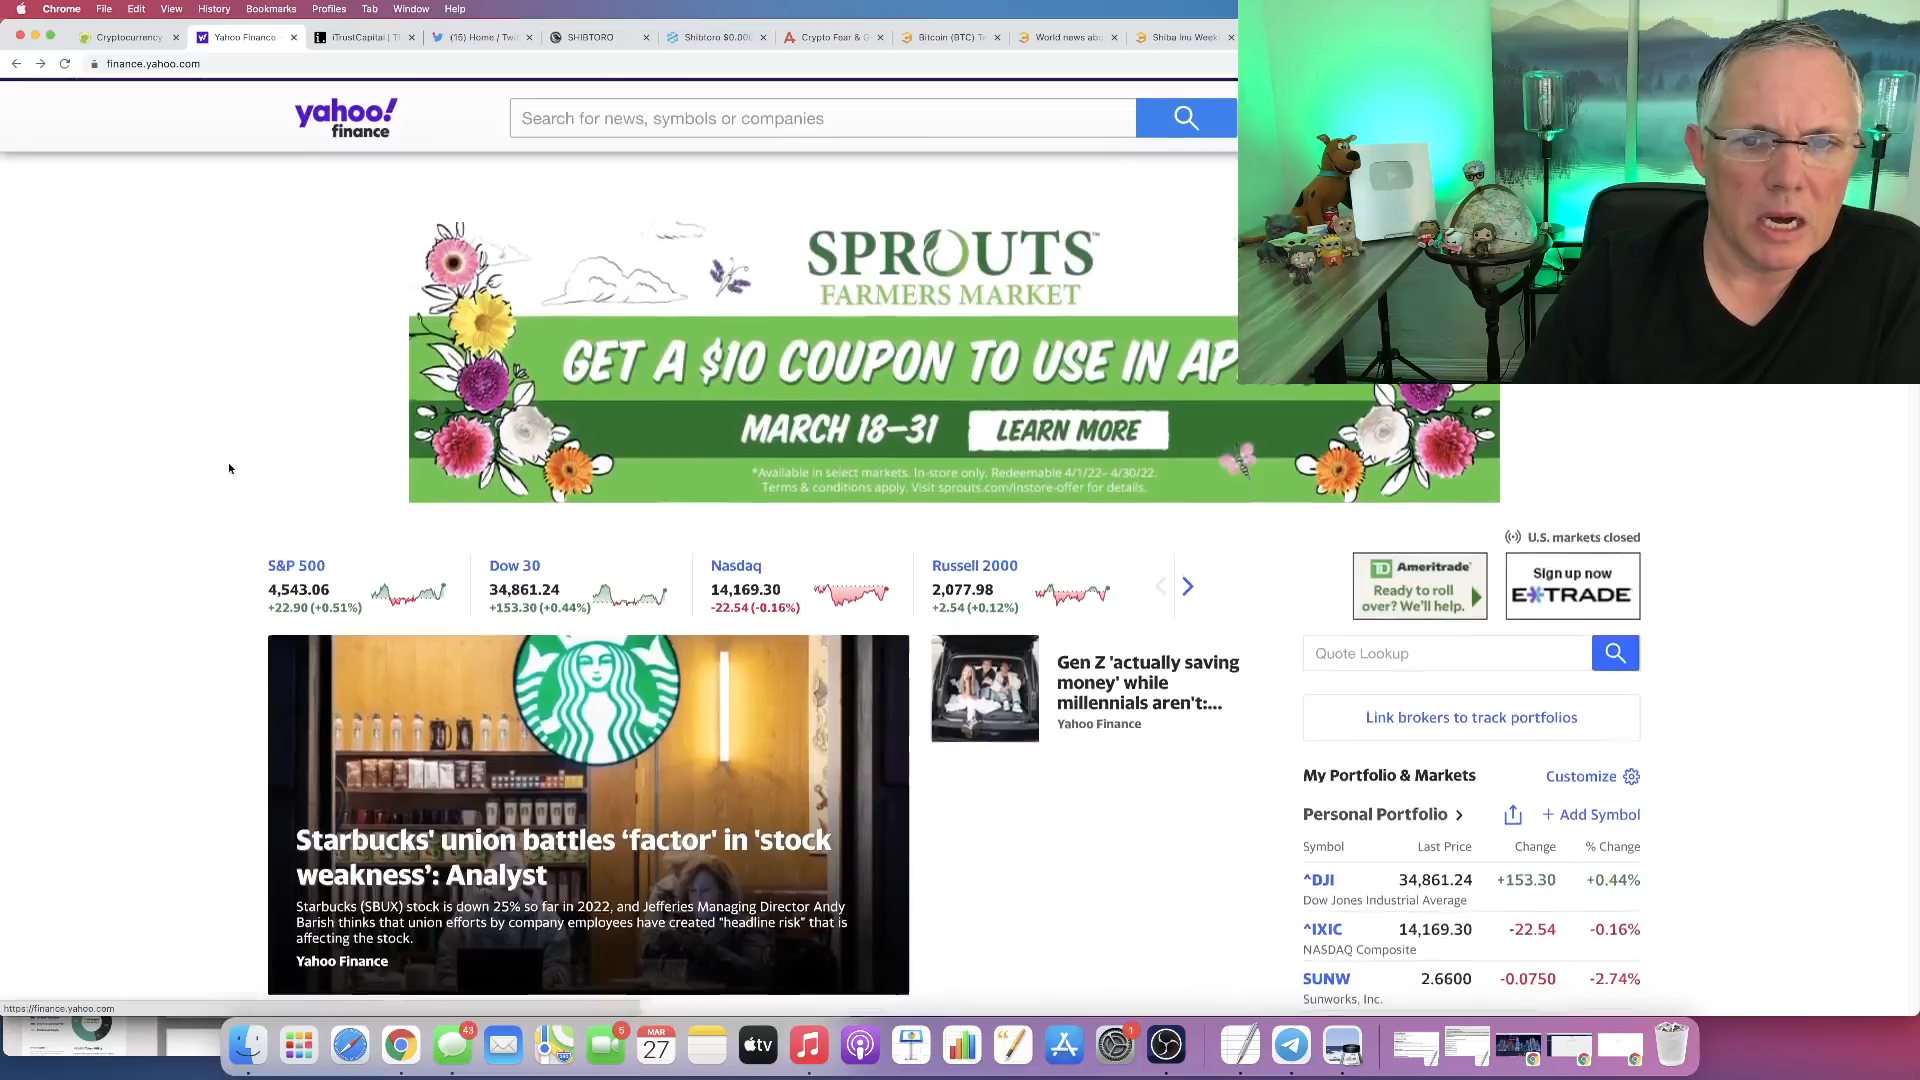 Chrome File Edit View History Bookmarks Profiles Tab Window Help
Cryptocurrency
Yahoo Finance
iTrustCapital | T
(15) Home / Twi
SHIBTORO
Shibtoro $0.00
Crypto Fear & G
Bitcoin (BTC) Te
World news abo
Shiba Inu Week
finance.yahoo.com
yahoo!
finance
Search for news, symbols or companies
SPROUTS™
FARMERS MARKET
GET A $10 COUPON TO USE IN AP
MARCH 18–31 LEARN MORE
*Available in select markets. In-store only. Redeemable 4/1/22– 4/30/22.
Terms & conditions apply. Visit sprouts.com/instore-offer for details.
U.S. markets closed
S&P 500
4,543.06
+22.90 (+0.51%)
Dow 30
34,861.24
+153.30 (+0.44%)
Nasdaq
14,169.30
-22.54 (-0.16%)
Russell 2000
2,077.98
+2.54 (+0.12%)
TD Ameritrade
Ready to roll
over? We'll help.
Sign up now
E*TRADE
Gen Z 'actually saving
money' while
millennials aren't:...
Yahoo Finance
Quote Lookup
Link brokers to track portfolios
My Portfolio & Markets Customize
Personal Portfolio + Add Symbol
Symbol Last Price Change % Change
^DJI 34,861.24 +153.30 +0.44%
Dow Jones Industrial Average
^IXIC 14,169.30 -22.54 -0.16%
NASDAQ Composite
SUNW 2.6600 -0.0750 -2.74%
Sunworks, Inc.
Starbucks' union battles ‘factor' in 'stock
weakness’: Analyst
Starbucks (SBUX) stock is down 25% so far in 2022, and Jefferies Managing Director Andy
Barish thinks that union efforts by company employees have created "headline risk" that is
affecting the stock.
Yahoo Finance
https://finance.yahoo.com
43
5
MAR
27
tv
1